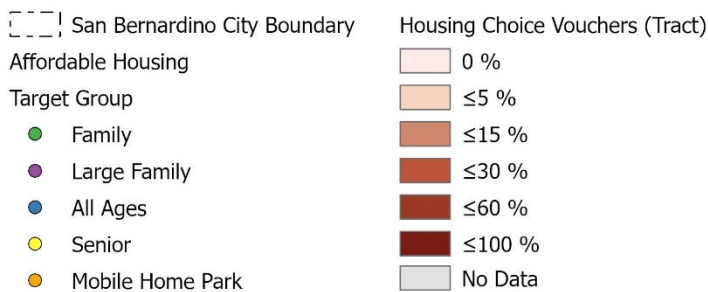 San Bernardino City Boundary
Affordable Housing
Target Group
Family
Large Family
All Ages
Senior
Mobile Home Park
Housing Choice Vouchers (Tract)
0 %
≤5 %
≤15 %
≤30 %
≤60 %
≤100 %
No Data